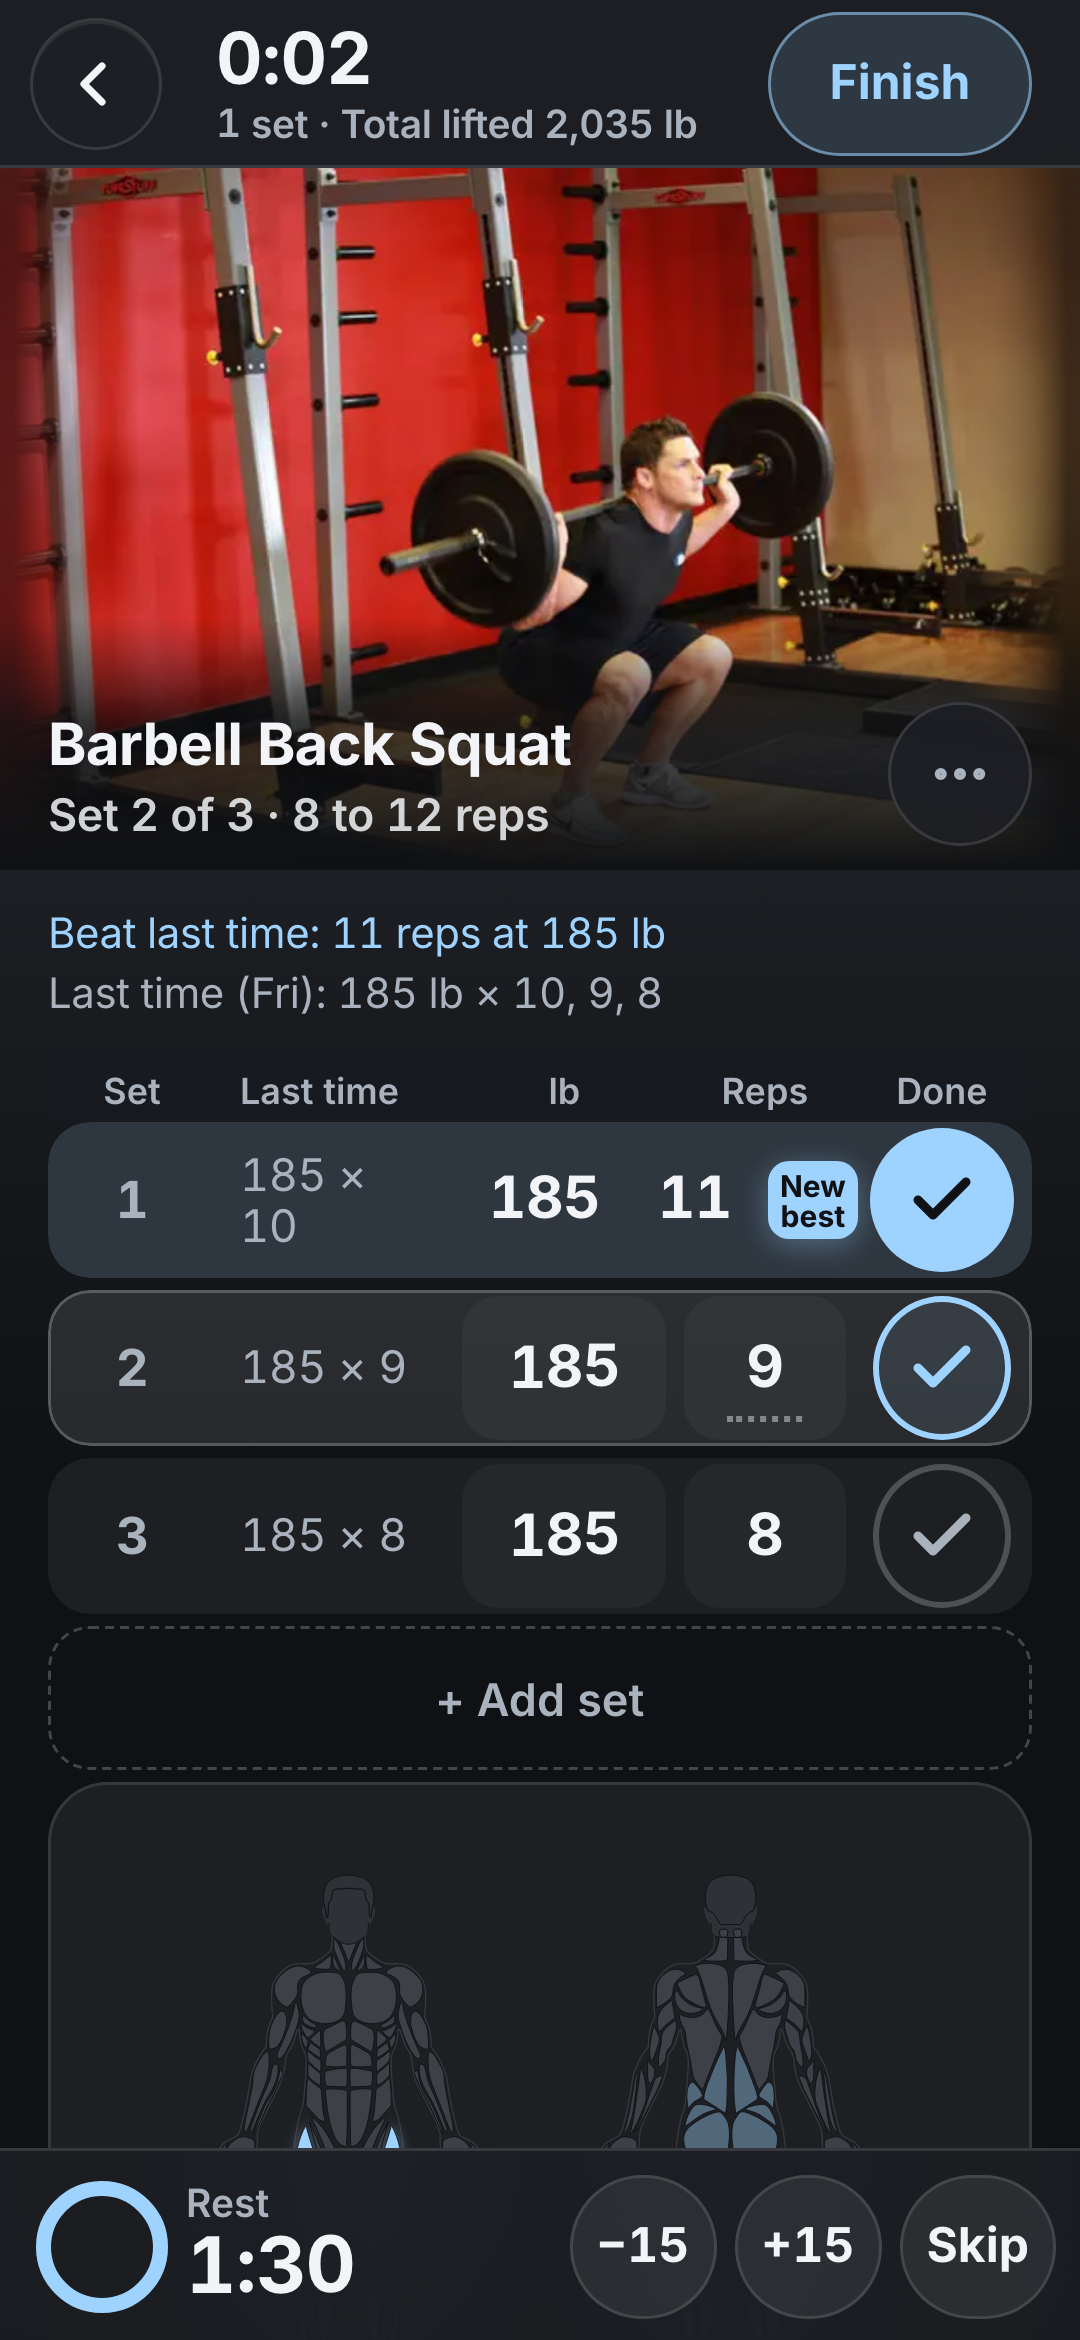 0:02
1 set · Total lifted 2,035 lb
Finish
Barbell Back Squat
Set 2 of 3 · 8 to 12 reps
Beat last time: 11 reps at 185 lb
Last time (Fri): 185 lb × 10, 9, 8
Set Last time lb Reps Done
1 185 × 10 185 11 New best
2 185 × 9 185 9
3 185 × 8 185 8
+ Add set
Rest
1:30
−15 +15 Skip